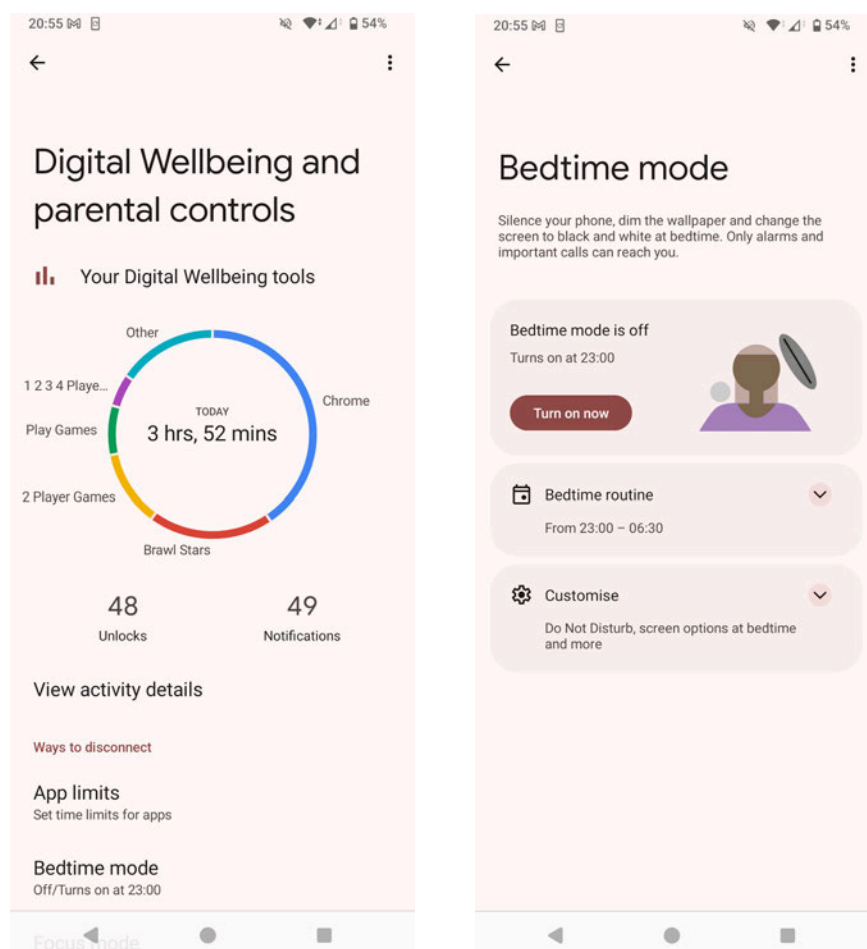 20:55
54%
Digital Wellbeing and
parental controls
Your Digital Wellbeing tools
Other
1 2 3 4 Playe...
Chrome
TODAY
Play Games
3 hrs, 52 mins
2 Player Games
Brawl Stars
48
49
Unlocks
Notifications
View activity details
Ways to disconnect
App limits
Set time limits for apps
Bedtime mode
Off/Turns on at 23:00
Focus mode
20:55
54%
Bedtime mode
Silence your phone, dim the wallpaper and change the
screen to black and white at bedtime. Only alarms and
important calls can reach you.
Bedtime mode is off
Turns on at 23:00
Turn on now
Bedtime routine
From 23:00 – 06:30
Customise
Do Not Disturb, screen options at bedtime
and more